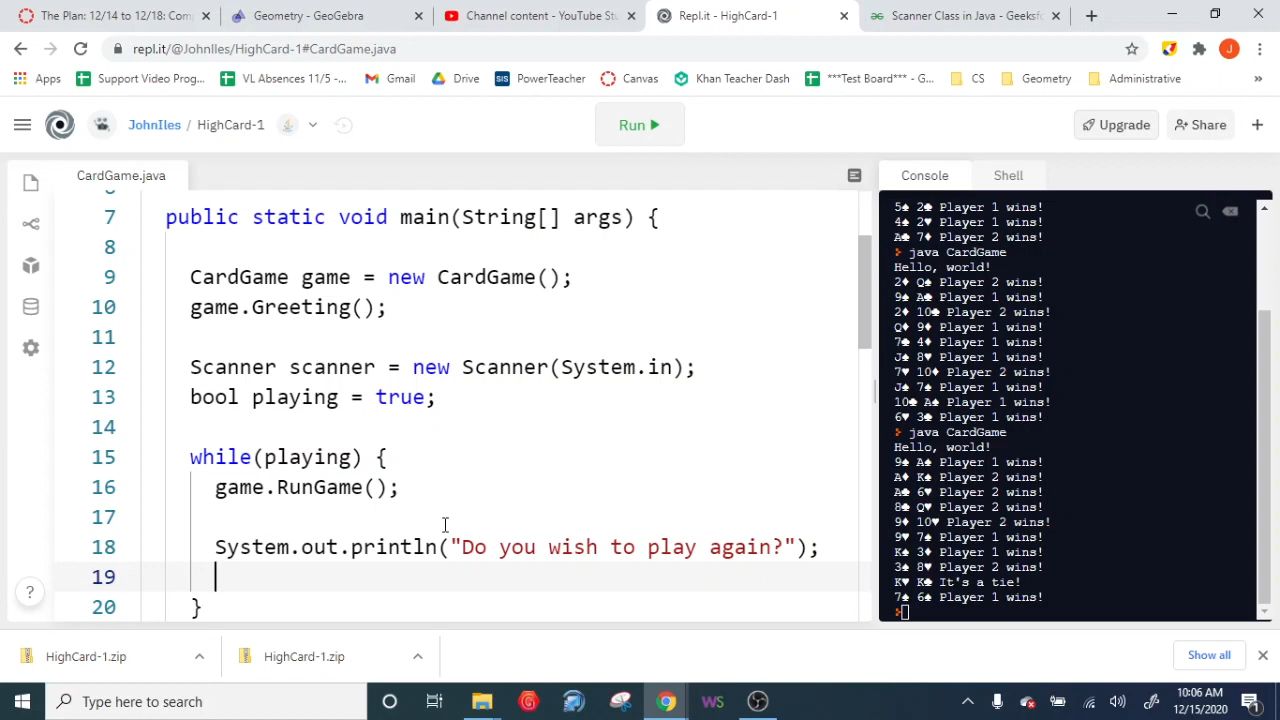 The Plan: 12/14 to 12/18: Com
Geometry - GeoGebra
Channel content - YouTube Stu
Repl.it - HighCard-1
Scanner Class in Java - Geeksfo
repl.it/@JohnIles/HighCard-1#CardGame.java
Apps
Support Video Prog...
VL Absences 11/5 -...
Gmail
Drive
SIS
PowerTeacher
Canvas
Khan Teacher Dash
***Test Board*** - G...
CS
Geometry
Administrative
»
JohnIles / HighCard-1
Run
Upgrade
Share
CardGame.java
7 public static void main(String[] args) {
8
9 CardGame game = new CardGame();
10 game.Greeting();
11
12 Scanner scanner = new Scanner(System.in);
13 bool playing = true;
14
15 while(playing) {
16 game.RunGame();
17
18 System.out.println("Do you wish to play again?");
19
20 }
Console
Shell
5♠ 2♣ Player 1 wins!
4♠ 2♥ Player 1 wins!
A♣ 7♦ Player 2 wins!
java CardGame
Hello, world!
2♦ Q♠ Player 2 wins!
9♠ A♣ Player 1 wins!
2♦ 10♣ Player 2 wins!
Q♦ 9♦ Player 1 wins!
7♣ 4♦ Player 1 wins!
J♠ 8♥ Player 1 wins!
7♥ 10♦ Player 2 wins!
J♠ 7♠ Player 1 wins!
10♣ A♠ Player 1 wins!
6♥ 3♣ Player 1 wins!
java CardGame
Hello, world!
9♠ A♠ Player 1 wins!
A♦ K♠ Player 2 wins!
A♠ 6♥ Player 2 wins!
8♣ Q♥ Player 2 wins!
9♦ 10♥ Player 2 wins!
9♥ 7♠ Player 1 wins!
K♠ 3♦ Player 1 wins!
3♠ 8♥ Player 2 wins!
K♥ K♣ It's a tie!
7♠ 6♠ Player 1 wins!
?
HighCard-1.zip
HighCard-1.zip
Show all
Type here to search
WS
10:06 AM
12/15/2020
1